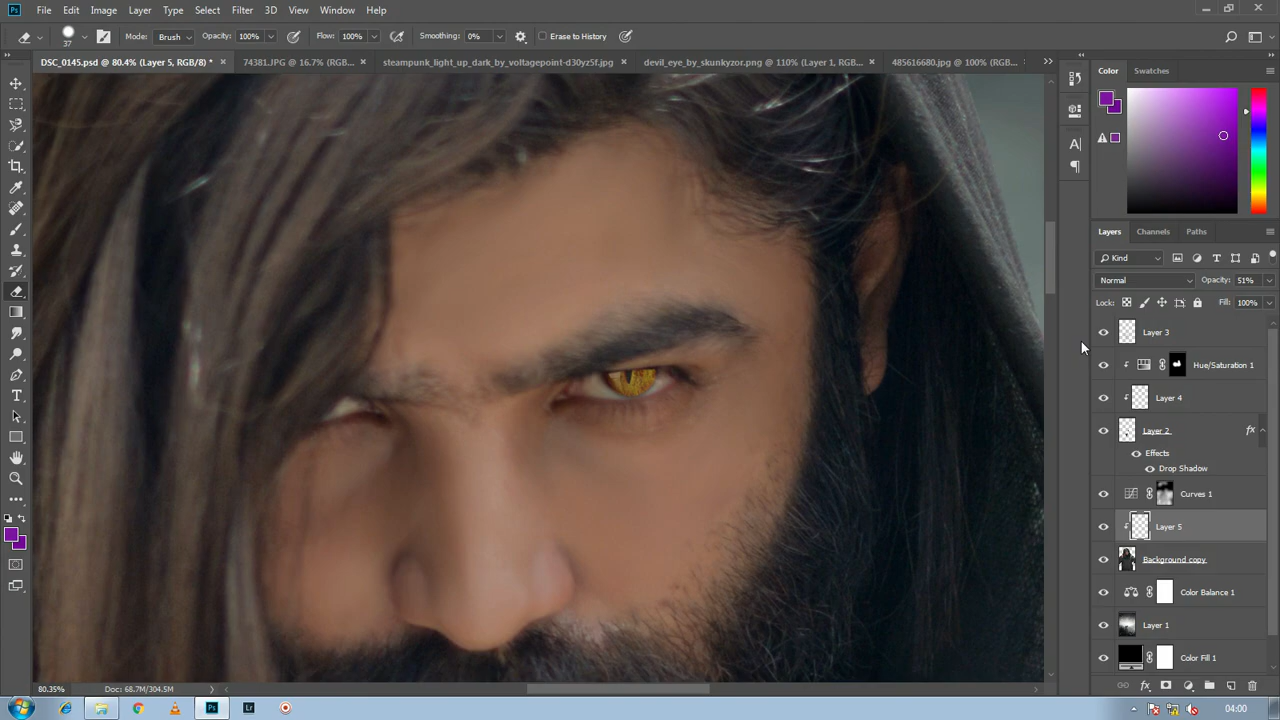 Ps File Edit Image Layer Type Select Filter 3D View Window Help
37 Mode: Brush Opacity: 100% Flow: 100% Smoothing: 0% Erase to History
DSC_0145.psd @ 80.4% (Layer 5, RGB/8) * × 74381.JPG @ 16.7% (RGB... × steampunk_light_up_dark_by_voltagepoint-d30yz5f.jpg × devil_eye_by_skunkyzor.png @ 110% (Layer 1, RGB... × 485616680.jpg @ 100% (RGB...
Color Swatches
Layers Channels Paths
Kind
Normal Opacity: 51%
Lock: Fill: 100%
Layer 3
Hue/Saturation 1
Layer 4
Layer 2 fx
Effects
Drop Shadow
Curves 1
Layer 5
Background copy
Color Balance 1
Layer 1
Color Fill 1
80.35% Doc: 68.7M/304.5M
Ps Lr 04:00